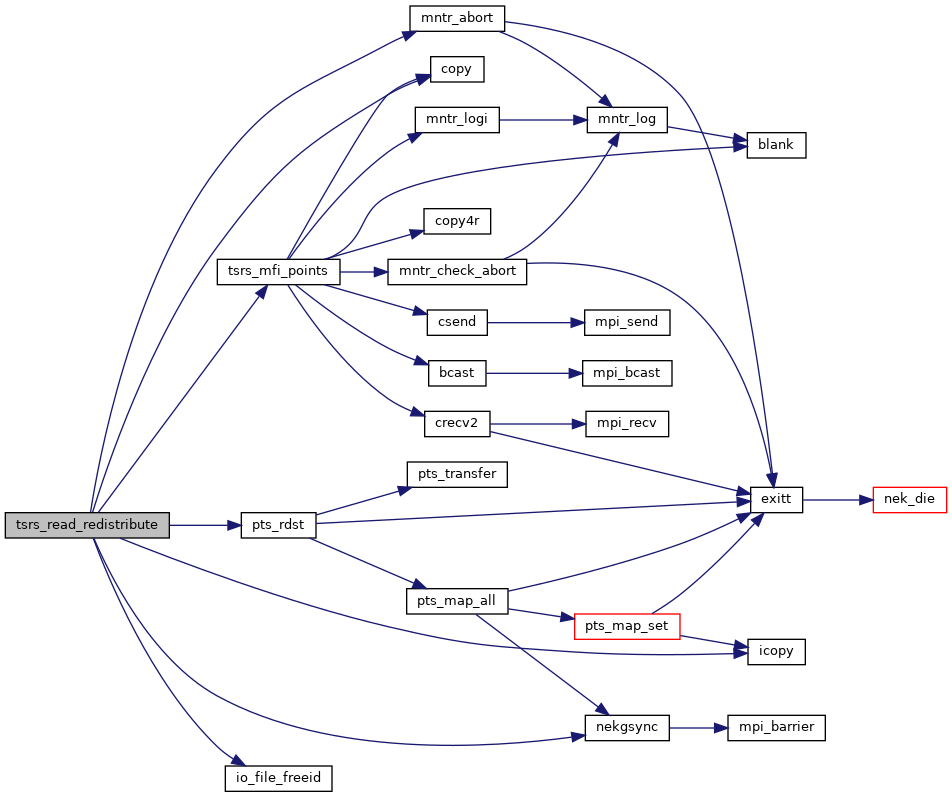 mntr_abort
copy
mntr_logi
mntr_log
blank
copy4r
tsrs_mfi_points
mntr_check_abort
csend
mpi_send
bcast
mpi_bcast
crecv2
mpi_recv
pts_transfer
exitt
nek_die
tsrs_read_redistribute
pts_rdst
pts_map_all
pts_map_set
icopy
nekgsync
mpi_barrier
io_file_freeid